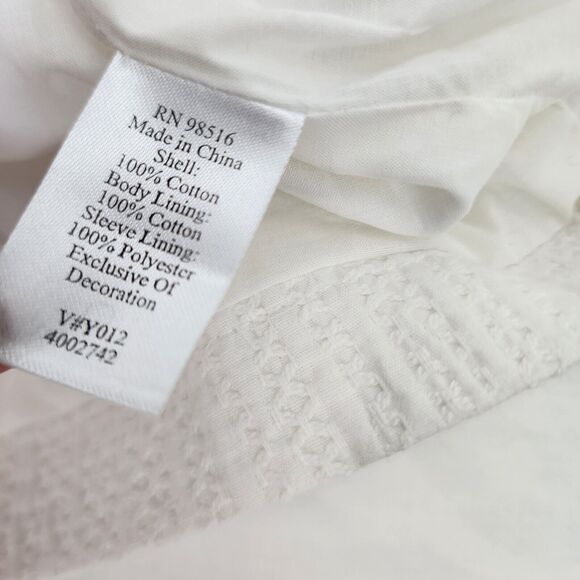 RN 98516
Made in China
Shell:
100% Cotton
Body Lining:
100% Cotton
Sleeve Lining:
100% Polyester
Exclusive Of
Decoration
V#Y012
4002742